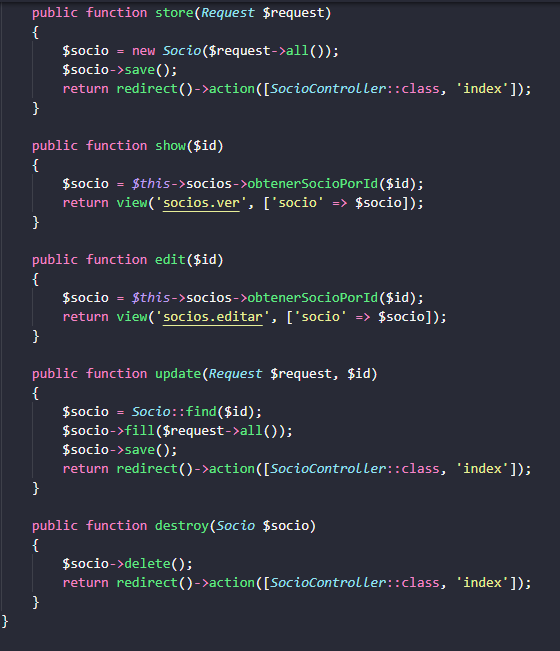 public function store(Request $request)
{
$socio = new Socio($request->all());
$socio->save();
return redirect()->action([SocioController::class, 'index']);
}
public function show($id)
{
$socio = $this->socios->obtenerSocioPorId($id);
return view('socios.ver', ['socio' => $socio]);
}
public function edit($id)
{
$socio = $this->socios->obtenerSocioPorId($id);
return view('socios.editar', ['socio' => $socio]);
}
public function update(Request $request, $id)
{
$socio = Socio::find($id);
$socio->fill($request->all());
$socio->save();
return redirect()->action([SocioController::class, 'index']);
}
public function destroy(Socio $socio)
{
$socio->delete();
return redirect()->action([SocioController::class, 'index']);
}
}